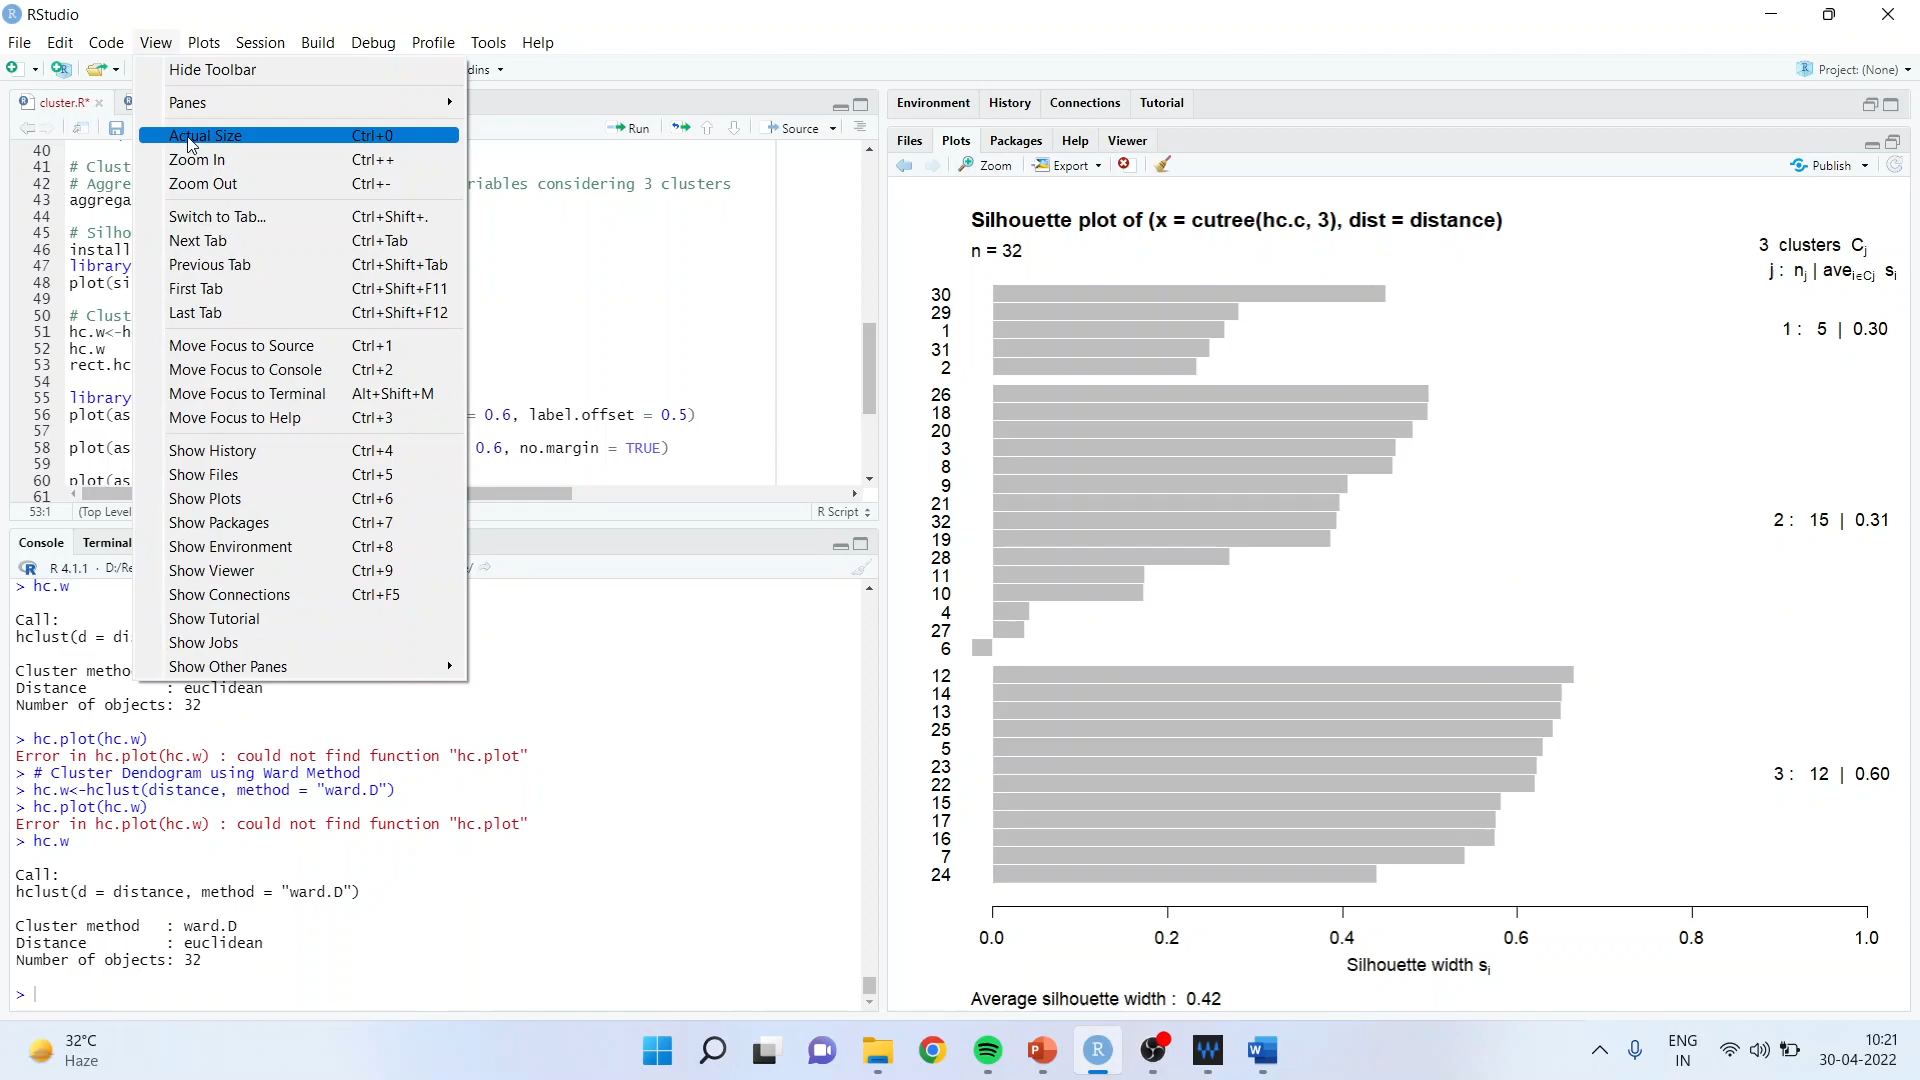 RStudio
File Edit Code View Plots Session Build Debug Profile Tools Help
Hide Toolbar
Panes
Actual Size Ctrl+0
Zoom In Ctrl++
Zoom Out Ctrl+-
Switch to Tab... Ctrl+Shift+.
Next Tab Ctrl+Tab
Previous Tab Ctrl+Shift+Tab
First Tab Ctrl+Shift+F11
Last Tab Ctrl+Shift+F12
Move Focus to Source Ctrl+1
Move Focus to Console Ctrl+2
Move Focus to Terminal Alt+Shift+M
Move Focus to Help Ctrl+3
Show History Ctrl+4
Show Files Ctrl+5
Show Plots Ctrl+6
Show Packages Ctrl+7
Show Environment Ctrl+8
Show Viewer Ctrl+9
Show Connections Ctrl+F5
Show Tutorial
Show Jobs
Show Other Panes
dins
Project: (None)
cluster.R*
Run Source
40
41 # Clust
42 # Aggre riables considering 3 clusters
43 aggrega
44
45 # Silho
46 install
47 library
48 plot(si
49
50 # Clust
51 hc.w<-h
52 hc.w
53 rect.hc
54
55 library
56 plot(as = 0.6, label.offset = 0.5)
57
58 plot(as 0.6, no.margin = TRUE)
59
60 plot(as
61
53:1 (Top Level R Script
Console Terminal
R 4.1.1 · D:/Re /
> hc.w
Call:
hclust(d = di
Cluster metho
Distance : euclidean
Number of objects: 32
> hc.plot(hc.w)
Error in hc.plot(hc.w) : could not find function "hc.plot"
> # Cluster Dendogram using Ward Method
> hc.w<-hclust(distance, method = "ward.D")
> hc.plot(hc.w)
Error in hc.plot(hc.w) : could not find function "hc.plot"
> hc.w
Call:
hclust(d = distance, method = "ward.D")
Cluster method : ward.D
Distance : euclidean
Number of objects: 32
>
Environment History Connections Tutorial
Files Plots Packages Help Viewer
Zoom Export Publish
Silhouette plot of (x = cutree(hc.c, 3), dist = distance)
n = 32
3 clusters Cj
j : nj | avei∈Cj si
30
29
1 1 : 5 | 0.30
31
2
26
18
20
3
8
9
21
32 2 : 15 | 0.31
19
28
11
10
4
27
6
12
14
13
25
5
23 3 : 12 | 0.60
22
15
17
16
7
24
0.0 0.2 0.4 0.6 0.8 1.0
Silhouette width si
Average silhouette width : 0.42
32°C
Haze
ENG
IN
10:21
30-04-2022